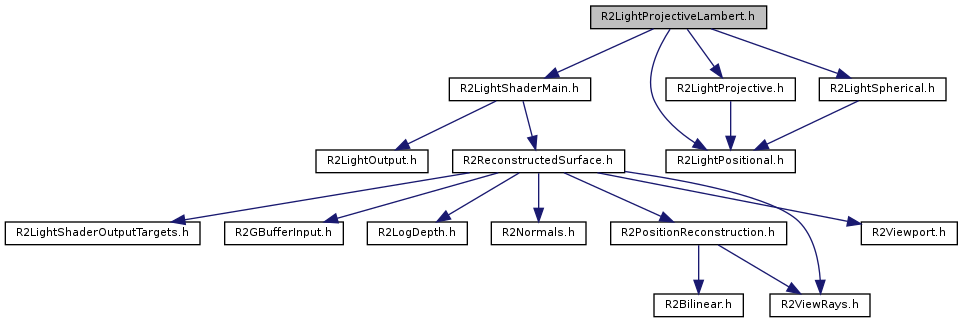 R2LightProjectiveLambert.h
R2LightShaderMain.h
R2LightProjective.h
R2LightSpherical.h
R2LightOutput.h
R2ReconstructedSurface.h
R2LightPositional.h
R2LightShaderOutputTargets.h
R2GBufferInput.h
R2LogDepth.h
R2Normals.h
R2PositionReconstruction.h
R2Viewport.h
R2Bilinear.h
R2ViewRays.h